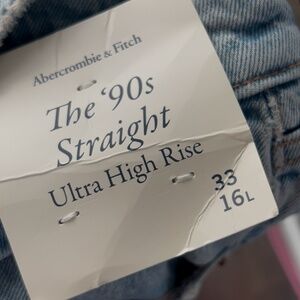 Abercrombie & Fitch
The ‘90s
Straight
Ultra High Rise
33
16L